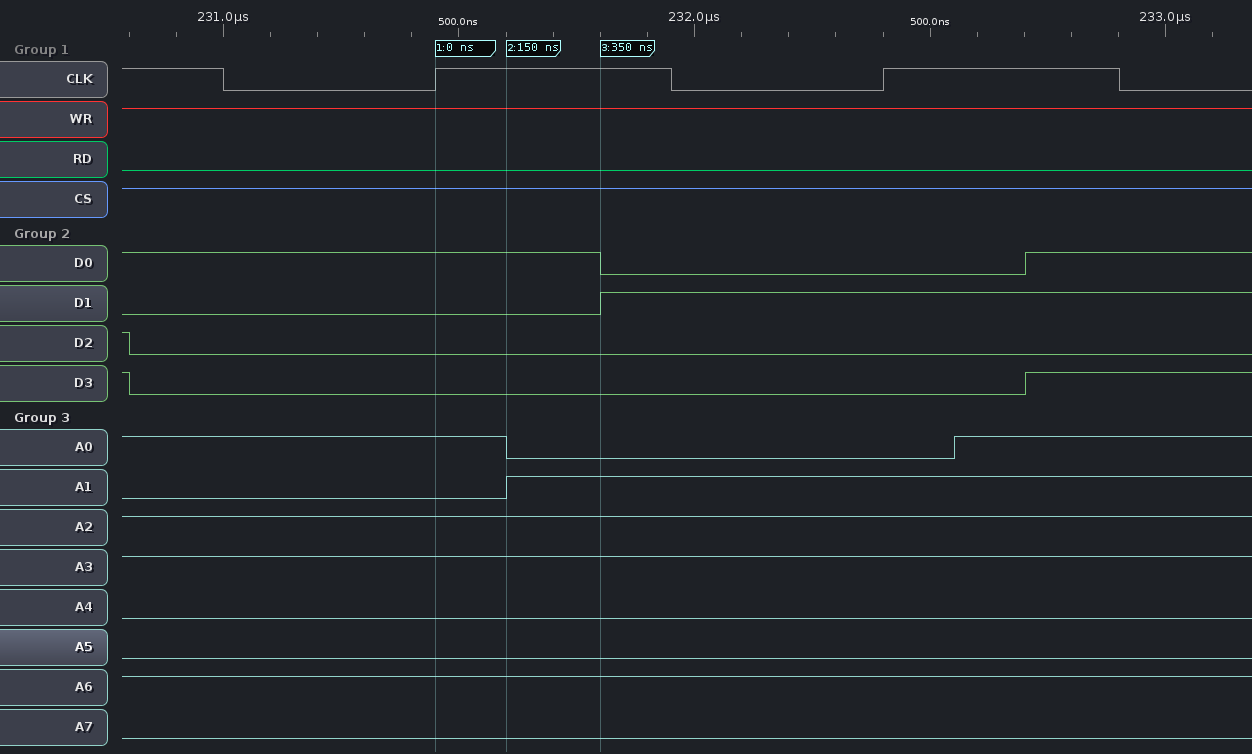 231.0µs 232.0µs 233.0µs
500.0ns 500.0ns
1:0 ns 2:150 ns 3:350 ns
Group 1
CLK
WR
RD
CS
Group 2
D0
D1
D2
D3
Group 3
A0
A1
A2
A3
A4
A5
A6
A7